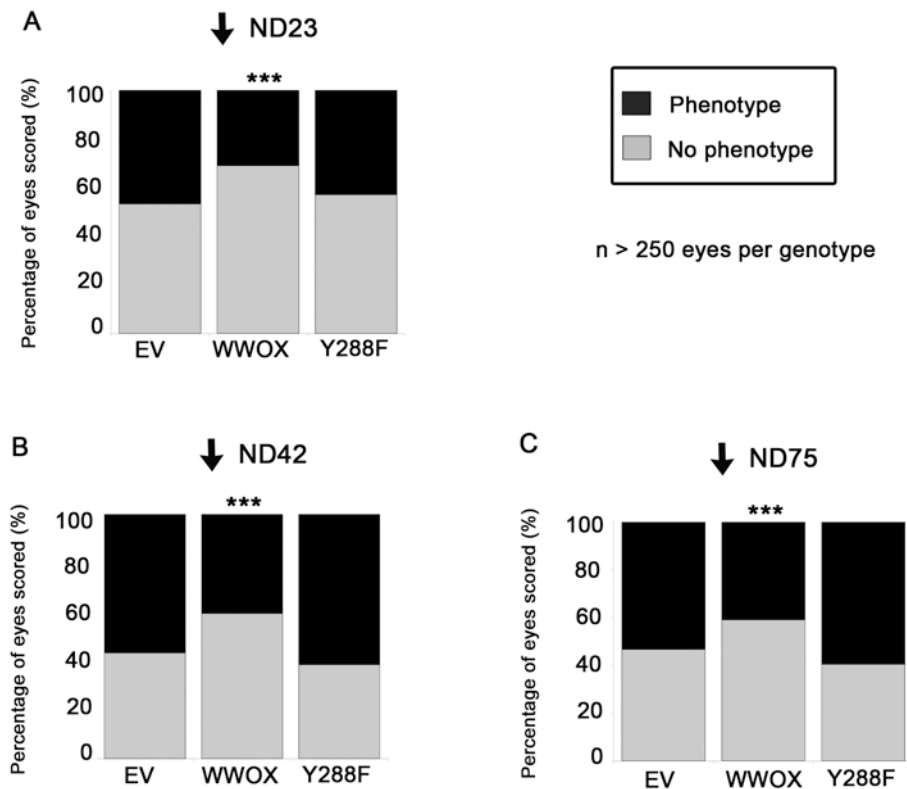 A
ND23
***
Percentage of eyes scored (%)
100
80
60
40
20
0
EV WWOX Y288F
Phenotype
No phenotype
n > 250 eyes per genotype
B
ND42
***
Percentage of eyes scored (%)
100
80
60
40
20
0
EV WWOX Y288F
C
ND75
***
Percentage of eyes scored (%)
100
80
60
40
20
0
EV WWOX Y288F